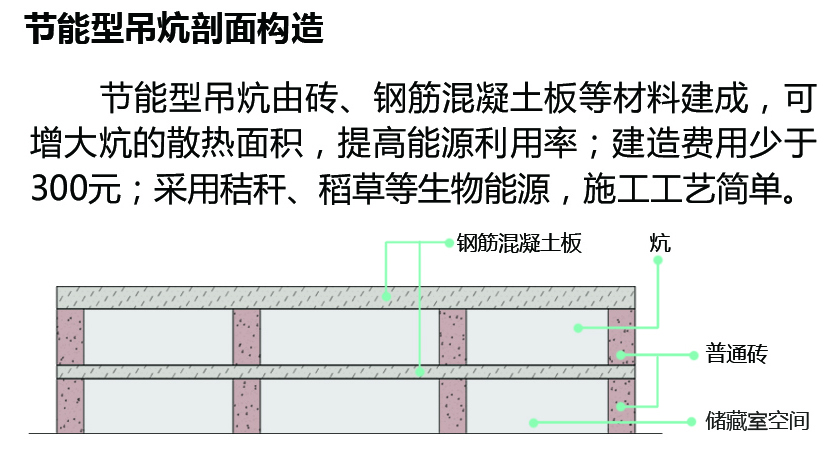 节能型吊炕剖面构造
节能型吊炕由砖、钢筋混凝土板等材料建成，可
增大炕的散热面积，提高能源利用率；建造费用少于
300元；采用秸秆、稻草等生物能源，施工工艺简单。
钢筋混凝土板
炕
普通砖
储藏室空间